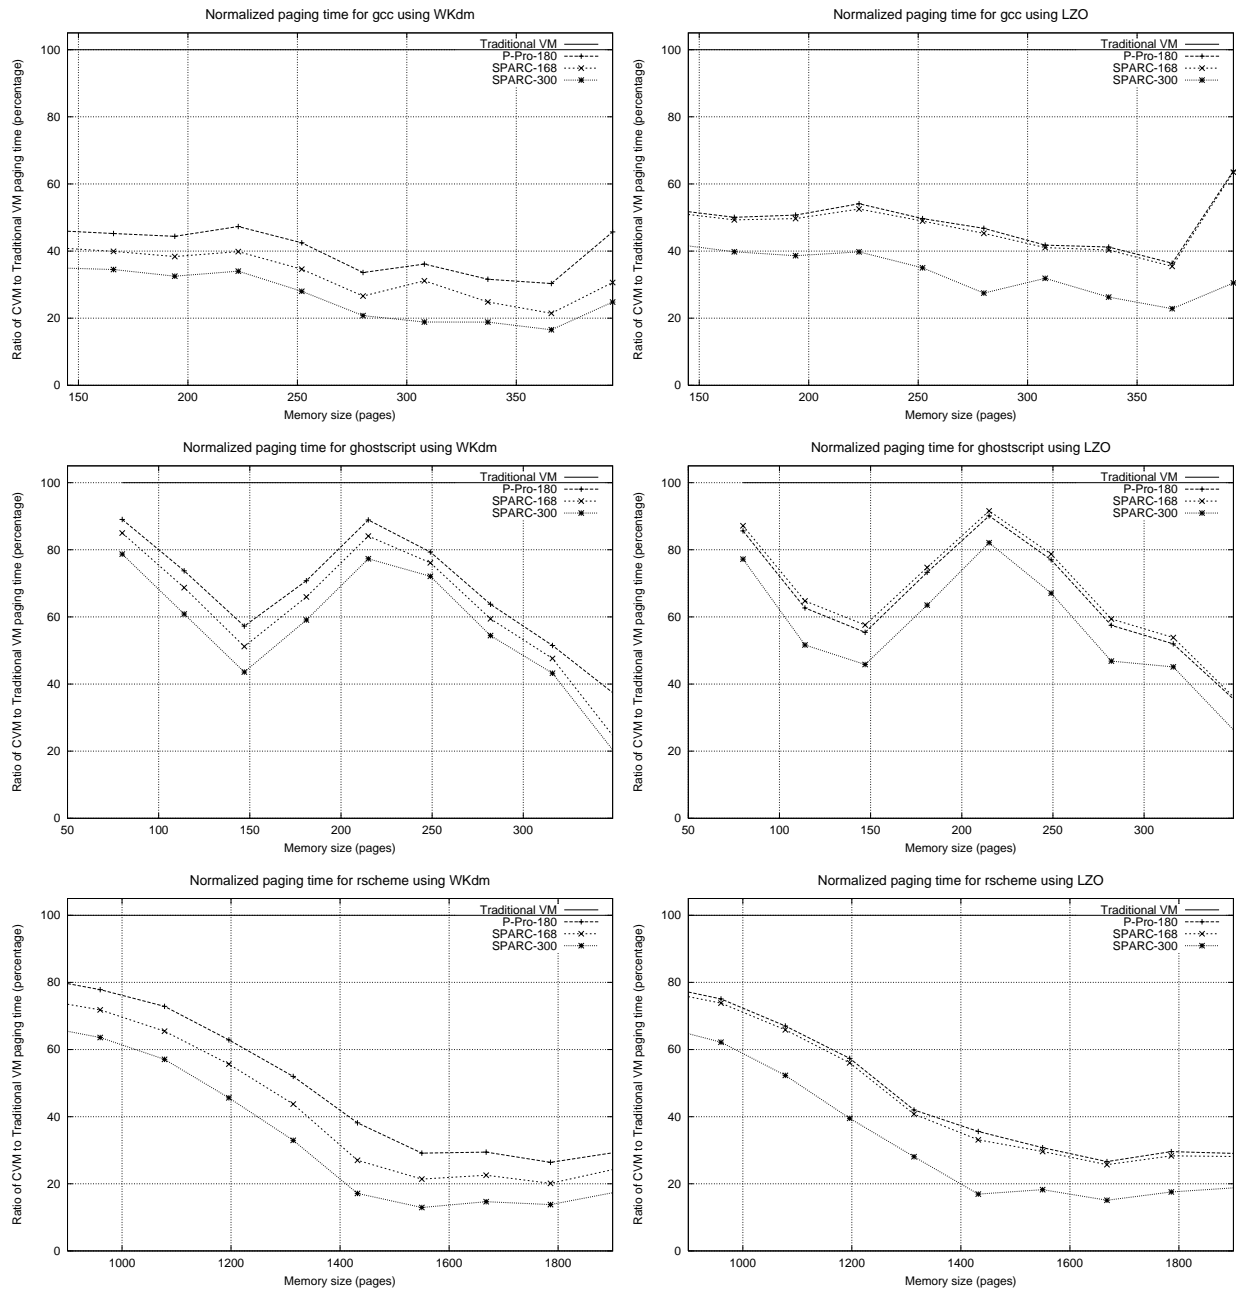 Normalized paging time for gcc using WKdm
Ratio of CVM to Traditional VM paging time (percentage)
100
80
60
40
20
0
Traditional VM
P-Pro-180
SPARC-168
SPARC-300
150 200 250 300 350
Memory size (pages)
Normalized paging time for gcc using LZO
Ratio of CVM to Traditional VM paging time (percentage)
100
80
60
40
20
0
Traditional VM
P-Pro-180
SPARC-168
SPARC-300
150 200 250 300 350
Memory size (pages)
Normalized paging time for ghostscript using WKdm
Ratio of CVM to Traditional VM paging time (percentage)
100
80
60
40
20
0
Traditional VM
P-Pro-180
SPARC-168
SPARC-300
50 100 150 200 250 300
Memory size (pages)
Normalized paging time for ghostscript using LZO
Ratio of CVM to Traditional VM paging time (percentage)
100
80
60
40
20
0
Traditional VM
P-Pro-180
SPARC-168
SPARC-300
50 100 150 200 250 300
Memory size (pages)
Normalized paging time for rscheme using WKdm
Ratio of CVM to Traditional VM paging time (percentage)
100
80
60
40
20
0
Traditional VM
P-Pro-180
SPARC-168
SPARC-300
1000 1200 1400 1600 1800
Memory size (pages)
Normalized paging time for rscheme using LZO
Ratio of CVM to Traditional VM paging time (percentage)
100
80
60
40
20
0
Traditional VM
P-Pro-180
SPARC-168
SPARC-300
1000 1200 1400 1600 1800
Memory size (pages)